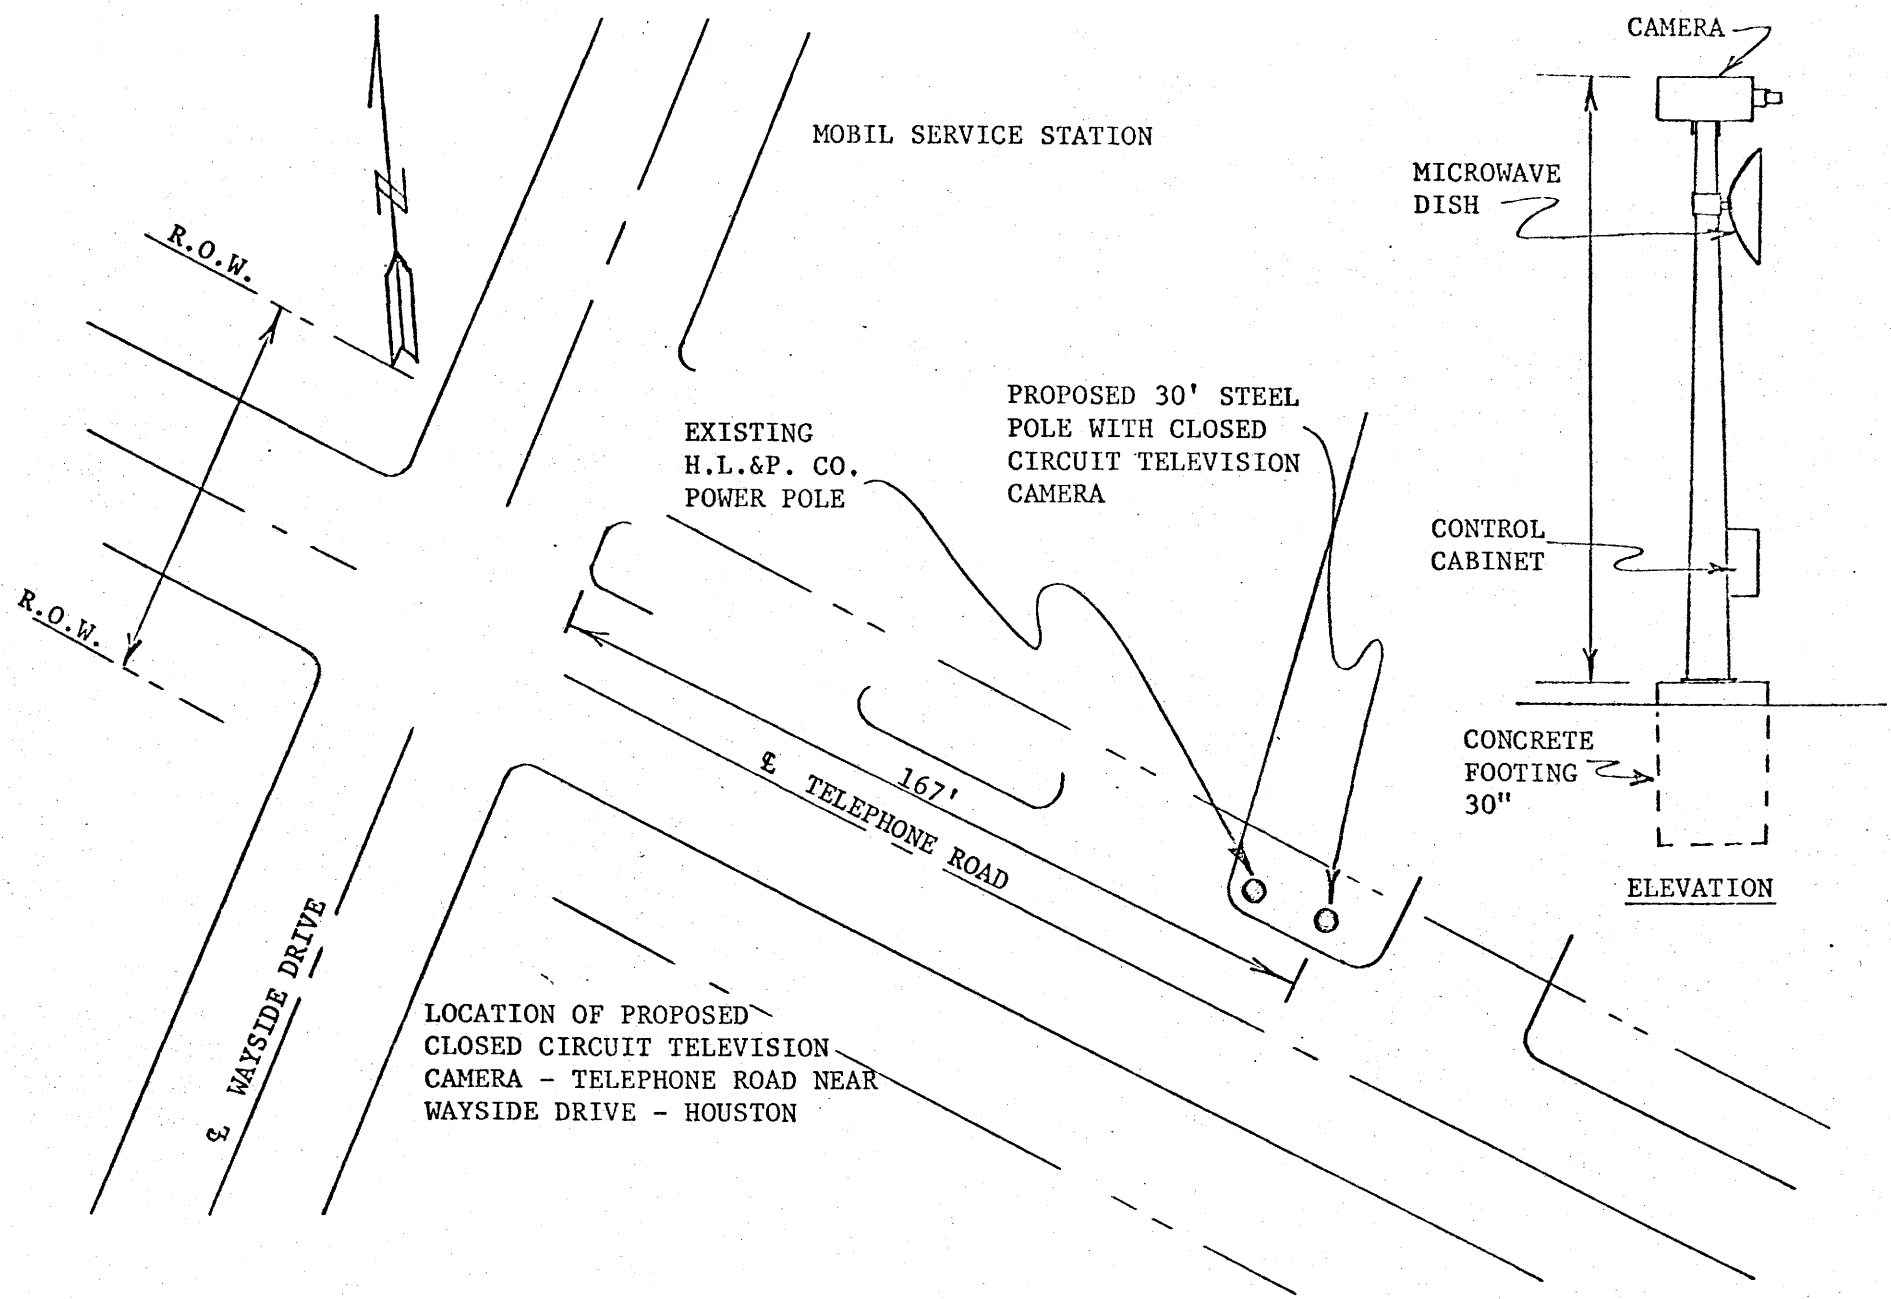 CAMERA
MOBIL SERVICE STATION
MICROWAVE
DISH
R.O.W.
PROPOSED 30' STEEL
POLE WITH CLOSED
CIRCUIT TELEVISION
CAMERA
EXISTING
H.L.&P. CO.
POWER POLE
CONTROL
CABINET
R.O.W.
CONCRETE
FOOTING
30"
167'
℄ TELEPHONE ROAD
ELEVATION
℄ WAYSIDE DRIVE
LOCATION OF PROPOSED
CLOSED CIRCUIT TELEVISION
CAMERA - TELEPHONE ROAD NEAR
WAYSIDE DRIVE - HOUSTON